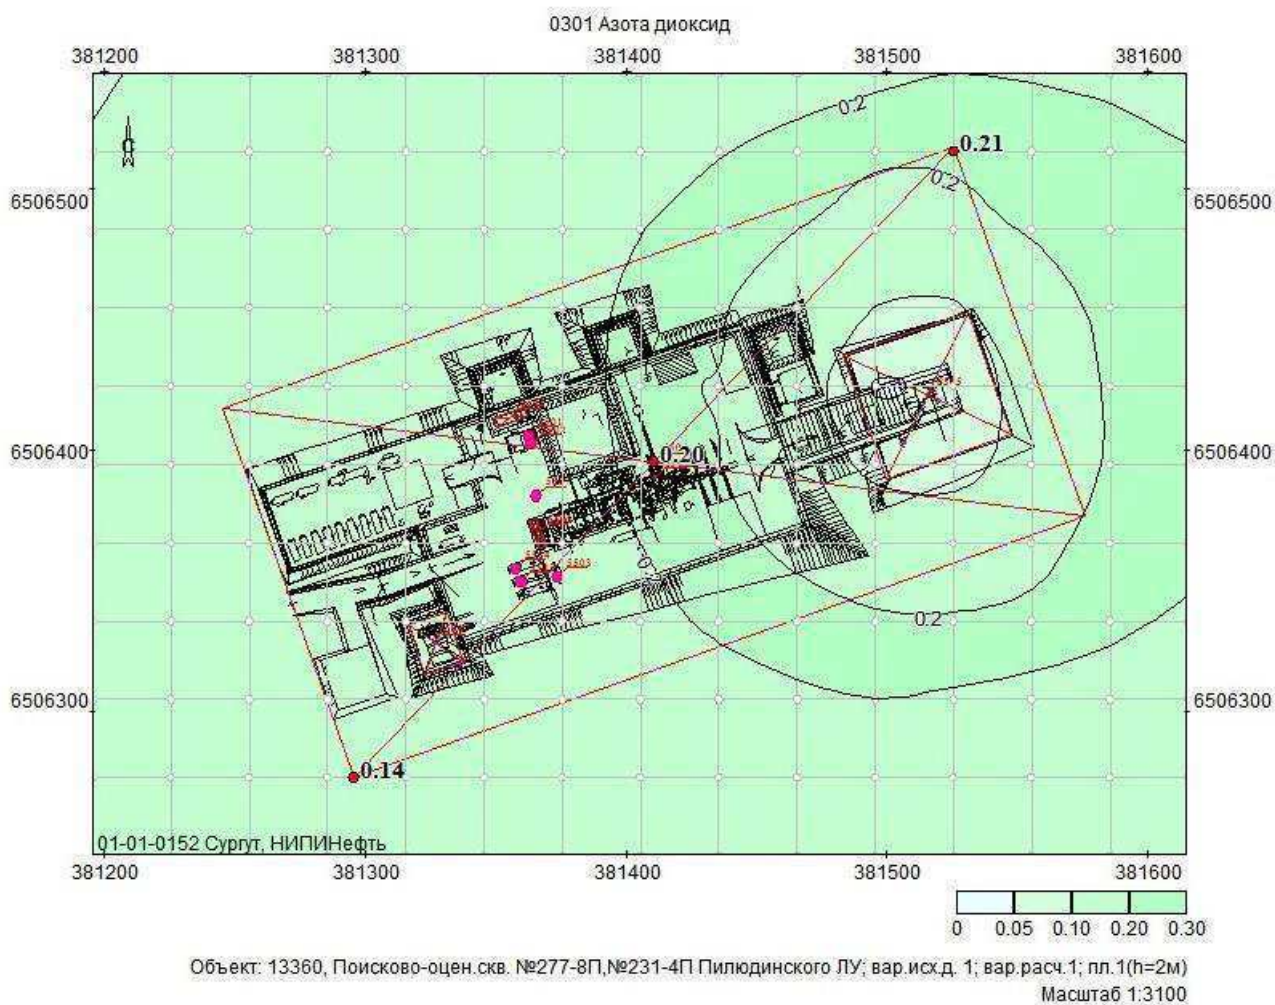 0301 Азота диоксид
381200 381300 381400 381500 381600
0.2
0.21
С
0.2
6506500 6506500
6506400 6506400
0.20
5503
0.2
6506300 6506300
0.14
01-01-0152 Сургут, НИПИНефть
381200 381300 381400 381500 381600
0 0.05 0.10 0.20 0.30
Объект: 13360, Поисково-оцен.скв. №277-8П,№231-4П Пилюдинского ЛУ; вар.исх.д. 1; вар.расч.1; пл.1(h=2м)
Масштаб 1:3100